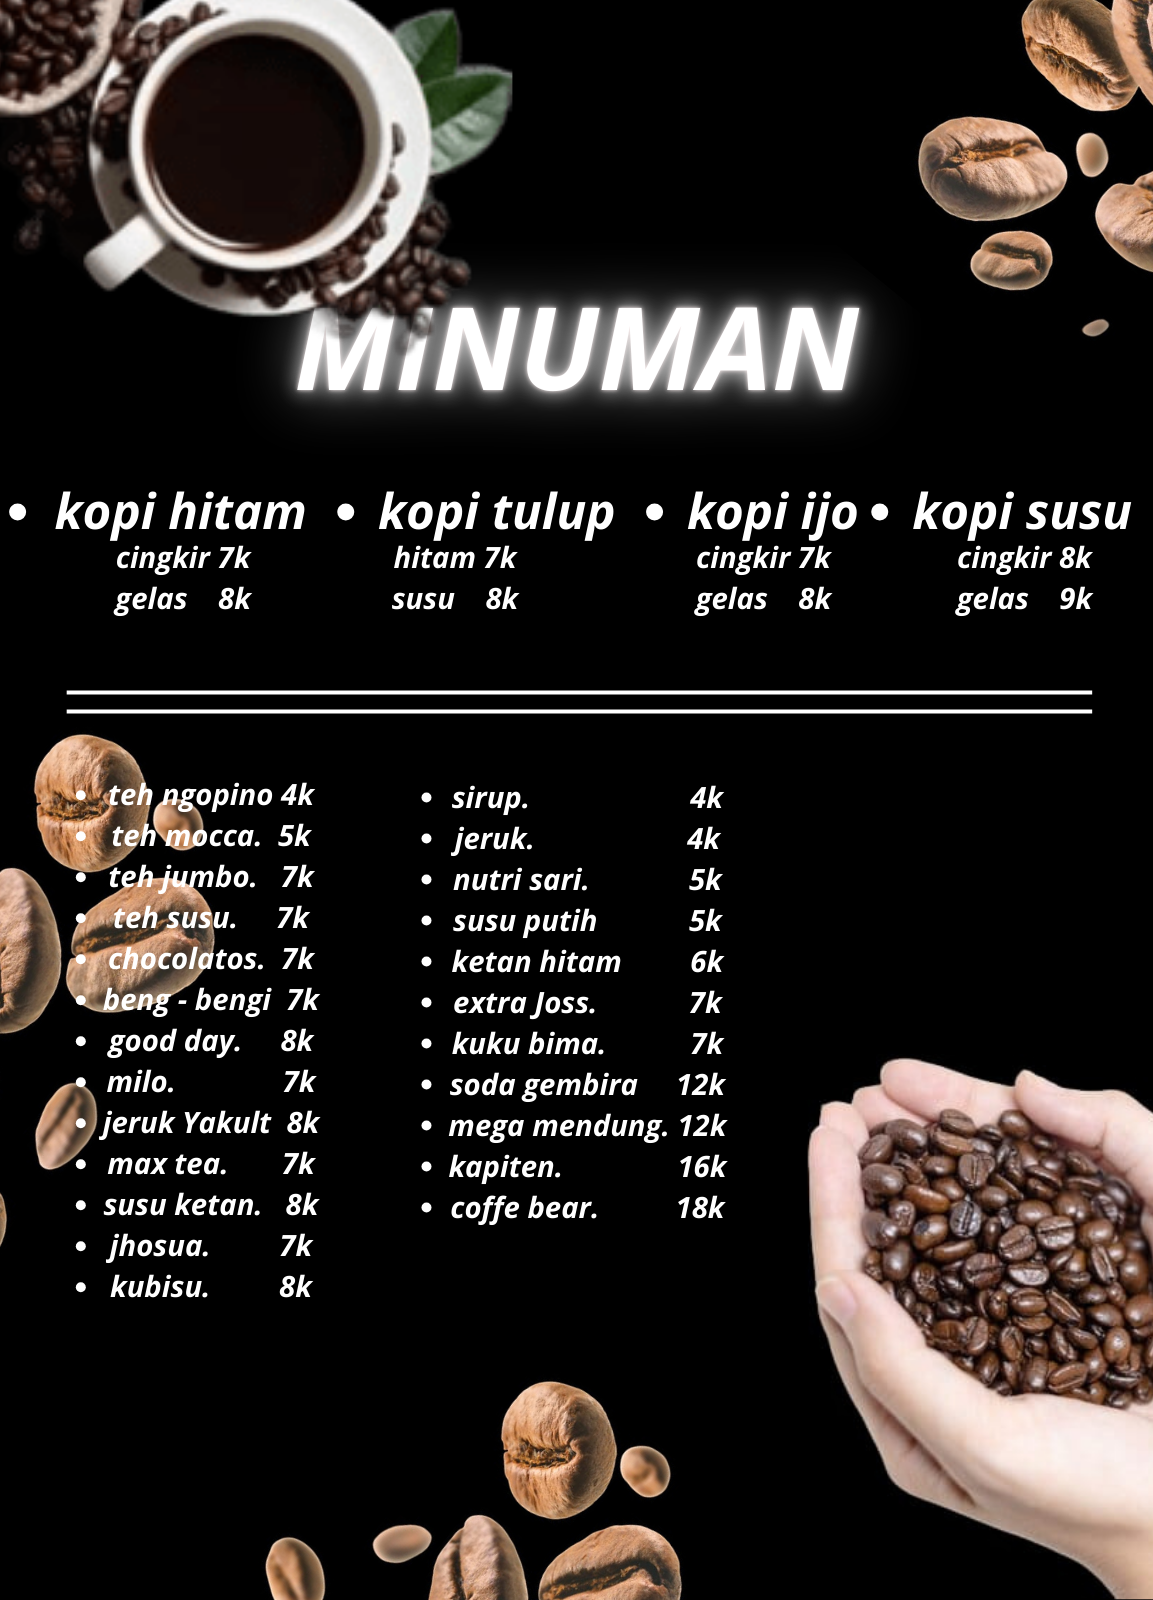 MINUMAN
• kopi hitam
cingkir 7k
gelas 8k
• kopi tulup
hitam 7k
susu 8k
• kopi ijo
cingkir 7k
gelas 8k
• kopi susu
cingkir 8k
gelas 9k
• teh ngopino 4k
• teh mocca. 5k
• teh jumbo. 7k
• teh susu. 7k
• chocolatos. 7k
• beng - bengi 7k
• good day. 8k
• milo. 7k
• jeruk Yakult 8k
• max tea. 7k
• susu ketan. 8k
• jhosua. 7k
• kubisu. 8k
• sirup. 4k
• jeruk. 4k
• nutri sari. 5k
• susu putih 5k
• ketan hitam 6k
• extra Joss. 7k
• kuku bima. 7k
• soda gembira 12k
• mega mendung. 12k
• kapiten. 16k
• coffe bear. 18k